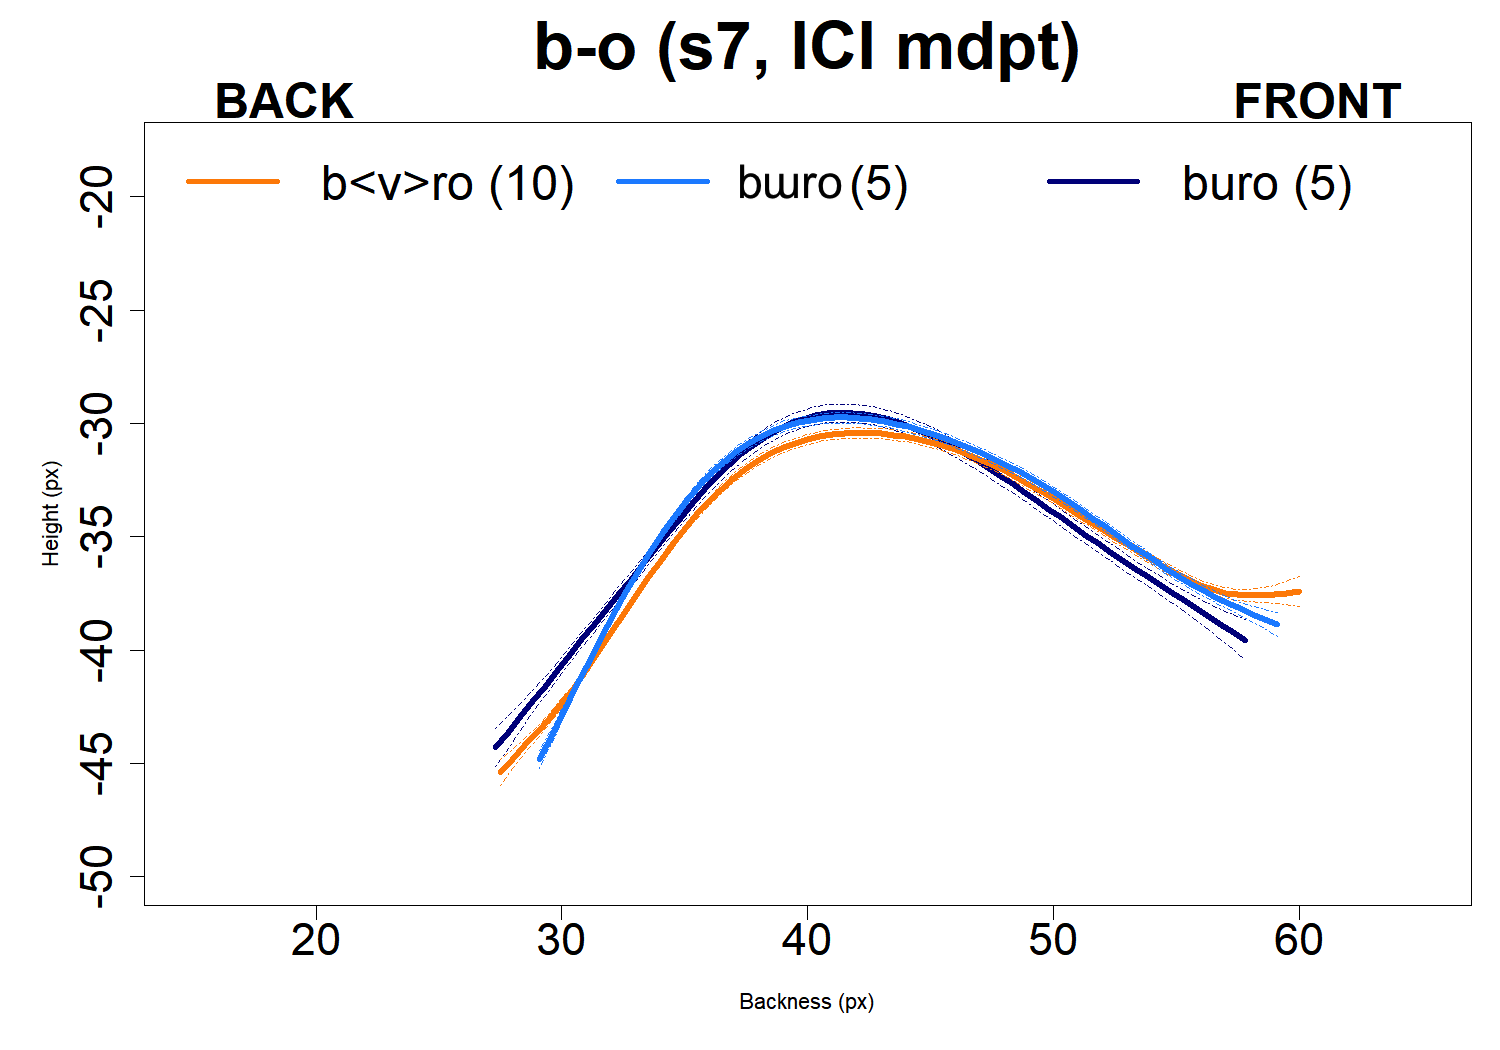 b-o (s7, ICI mdpt)
BACK FRONT
b<v>ro (10) bɯro (5) buro (5)
-20
-25
-30
-35
-40
-45
-50
Height (px)
20 30 40 50 60
Backness (px)